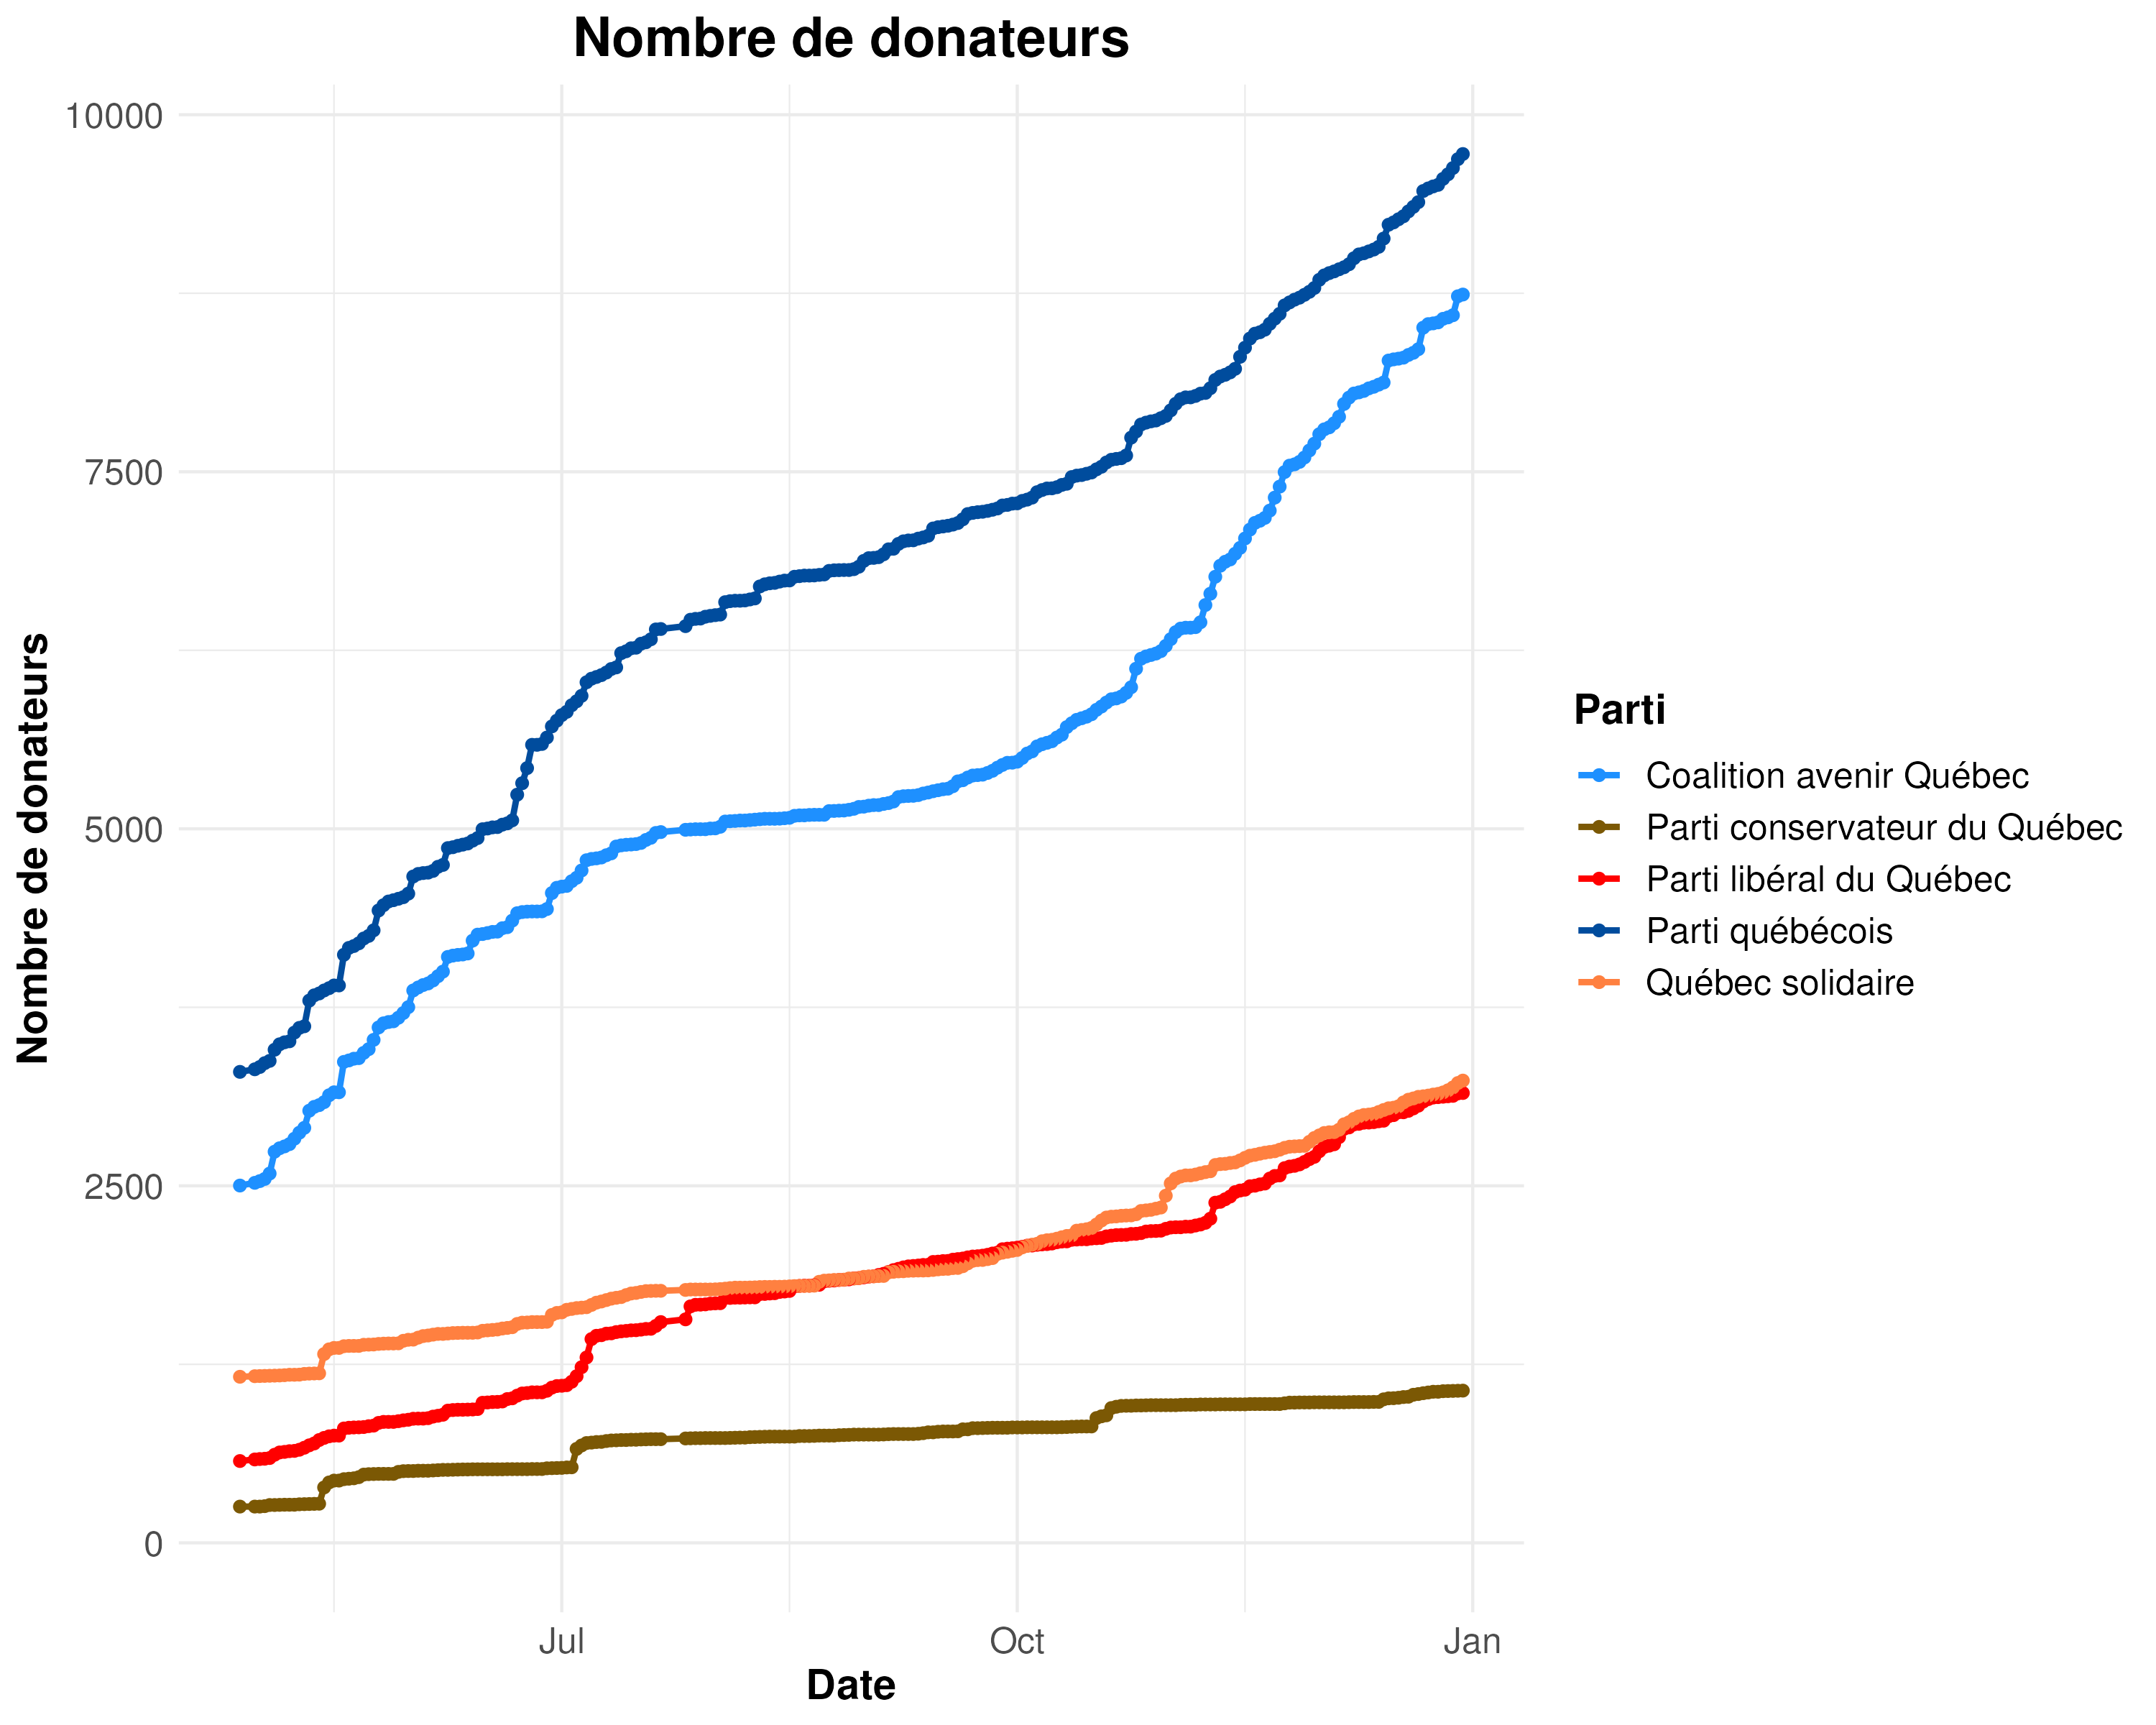 Nombre de donateurs
10000
7500
5000
2500
0
Nombre de donateurs
Jul
Oct
Jan
Date
Parti
Coalition avenir Québec
Parti conservateur du Québec
Parti libéral du Québec
Parti québécois
Québec solidaire